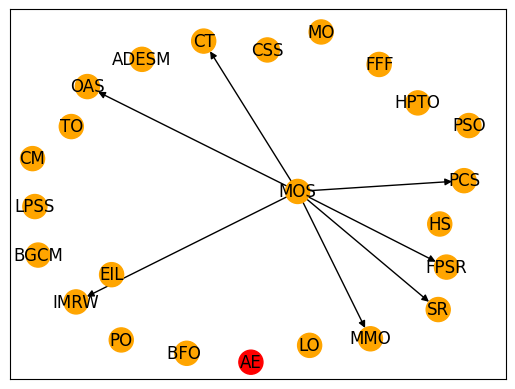 MO
CT
CSS
ADESM
FFF
OAS
HPTO
TO
PSO
CM
PCS
MOS
LPSS
HS
BGCM
FPSR
EIL
IMRW
SR
PO
MMO
LO
BFO
AE